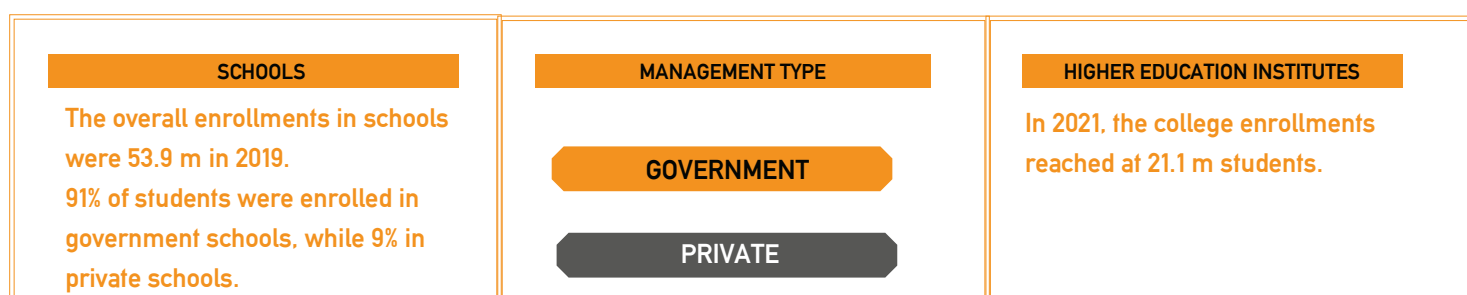 SCHOOLS
The overall enrollments in schools
were 53.9 m in 2019.
91% of students were enrolled in
government schools, while 9% in
private schools.
MANAGEMENT TYPE
GOVERNMENT
PRIVATE
HIGHER EDUCATION INSTITUTES
In 2021, the college enrollments
reached at 21.1 m students.